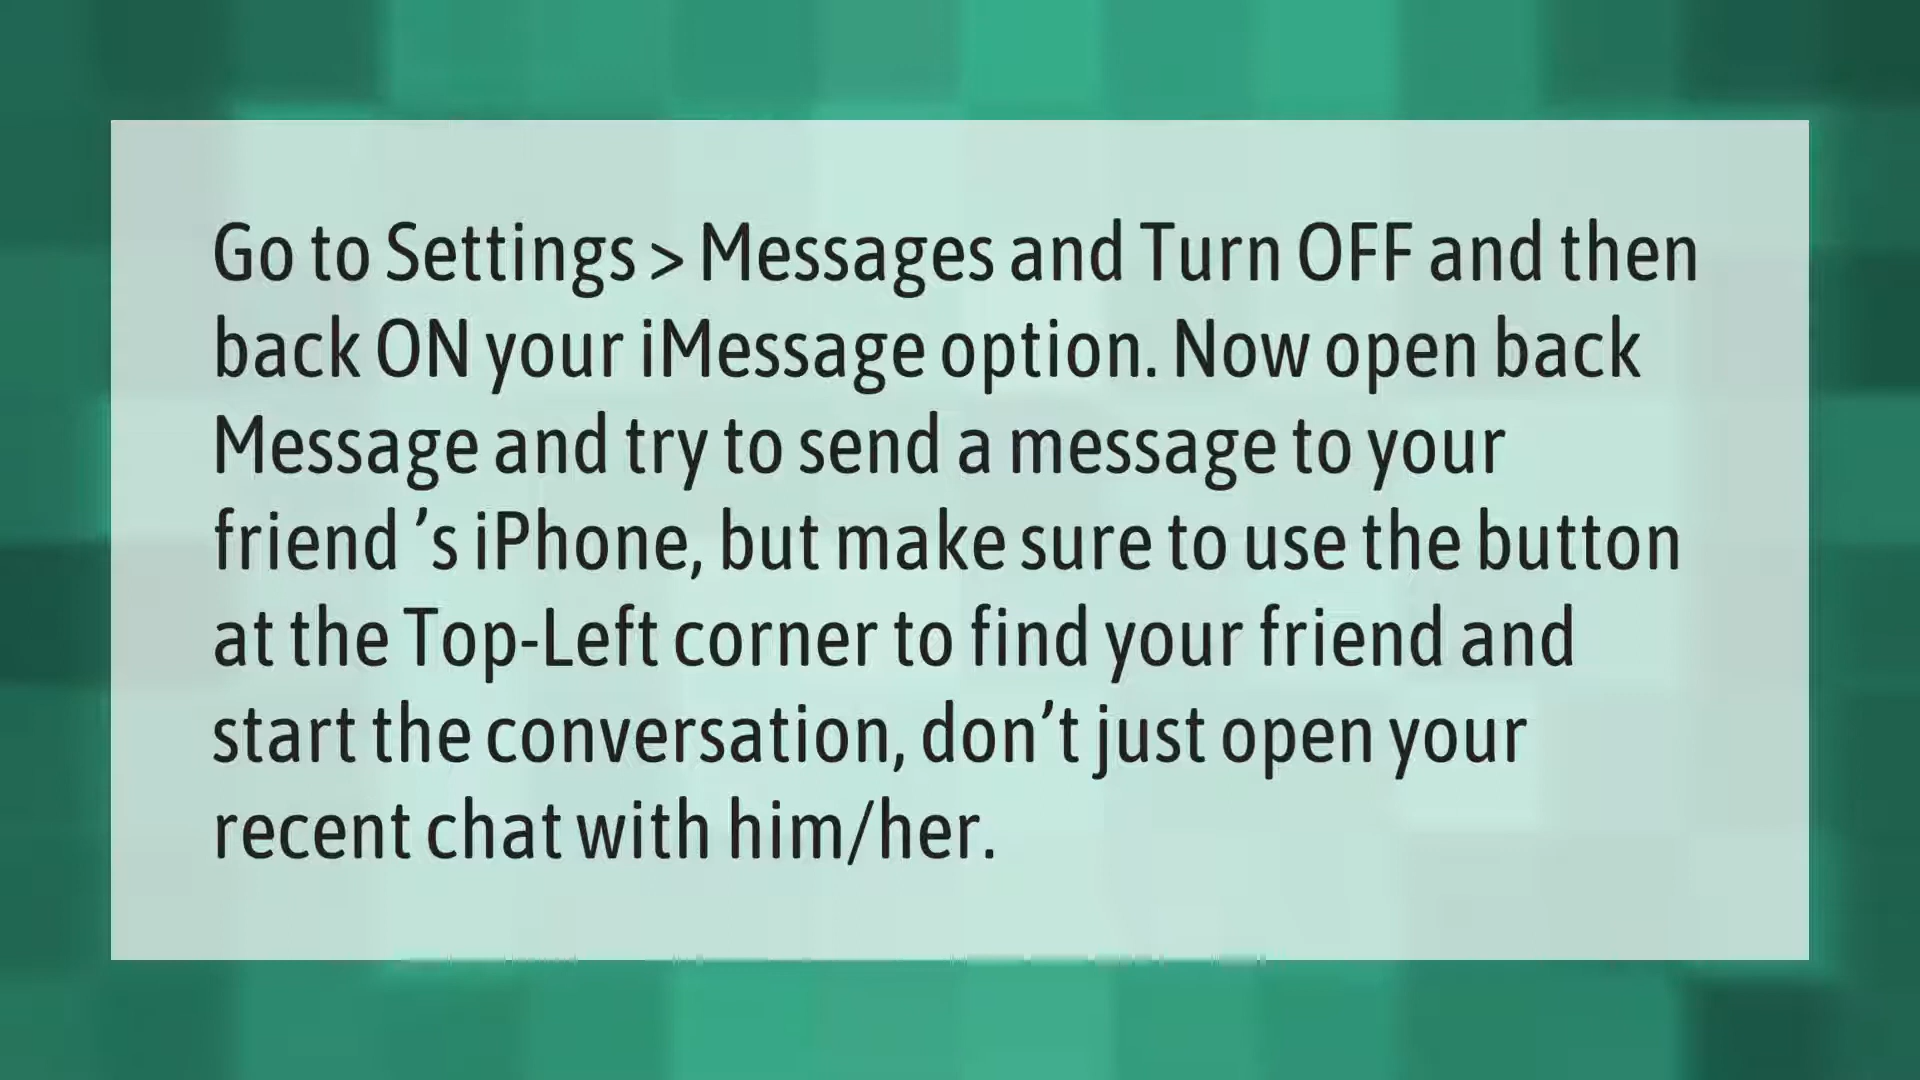 Go to Settings > Messages and Turn OFF and then
back ON your iMessage option. Now open back
Message and try to send a message to your
friend ’s iPhone, but make sure to use the button
at the Top-Left corner to find your friend and
start the conversation, don’t just open your
recent chat with him/her.